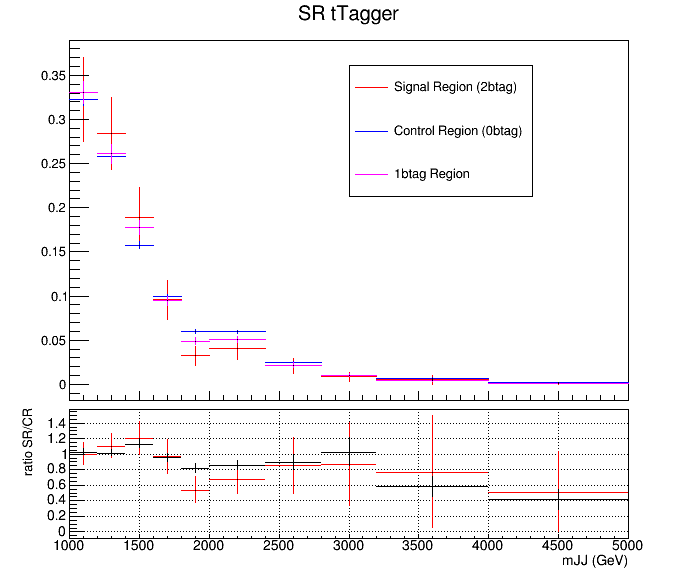 SR tTagger
0.35
0.3
0.25
0.2
0.15
0.1
0.05
0
Signal Region (2btag)
Control Region (0btag)
1btag Region
ratio SR/CR
1.4
1.2
1
0.8
0.6
0.4
0.2
0
1000 1500 2000 2500 3000 3500 4000 4500 5000
mJJ (GeV)